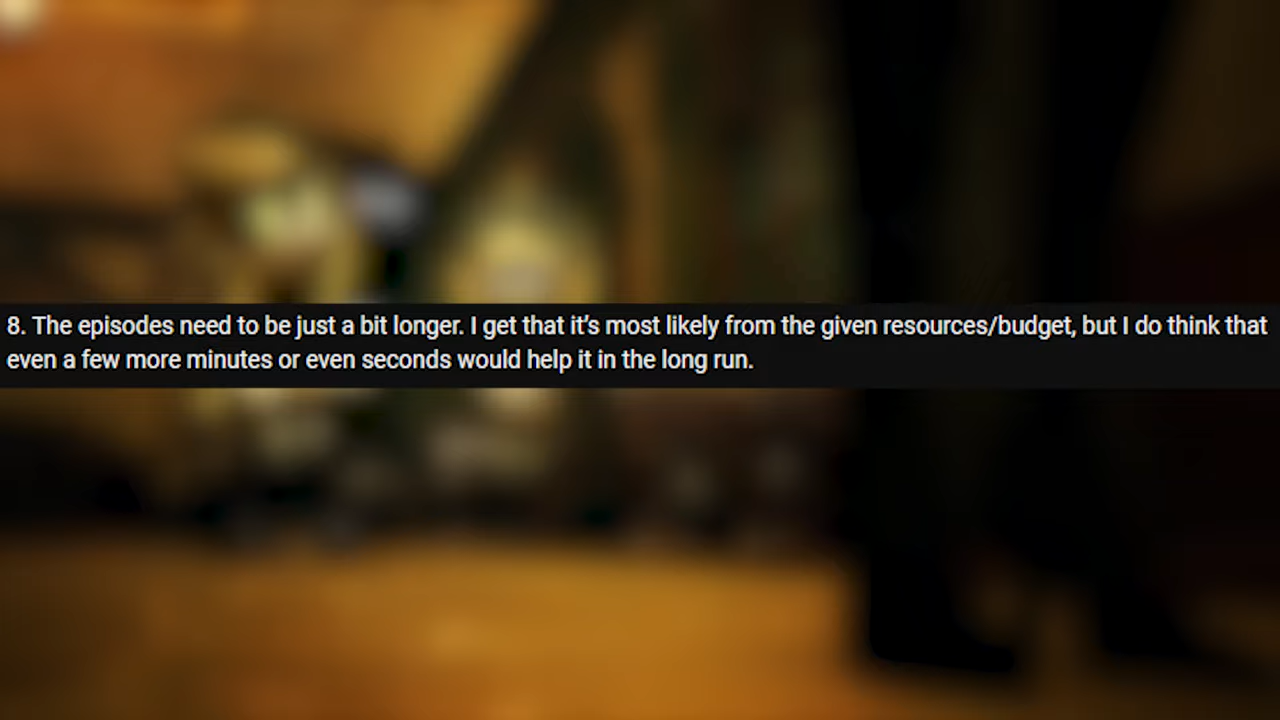 8. The episodes need to be just a bit longer. I get that it's most likely from the given resources/budget, but I do think that
even a few more minutes or even seconds would help it in the long run.